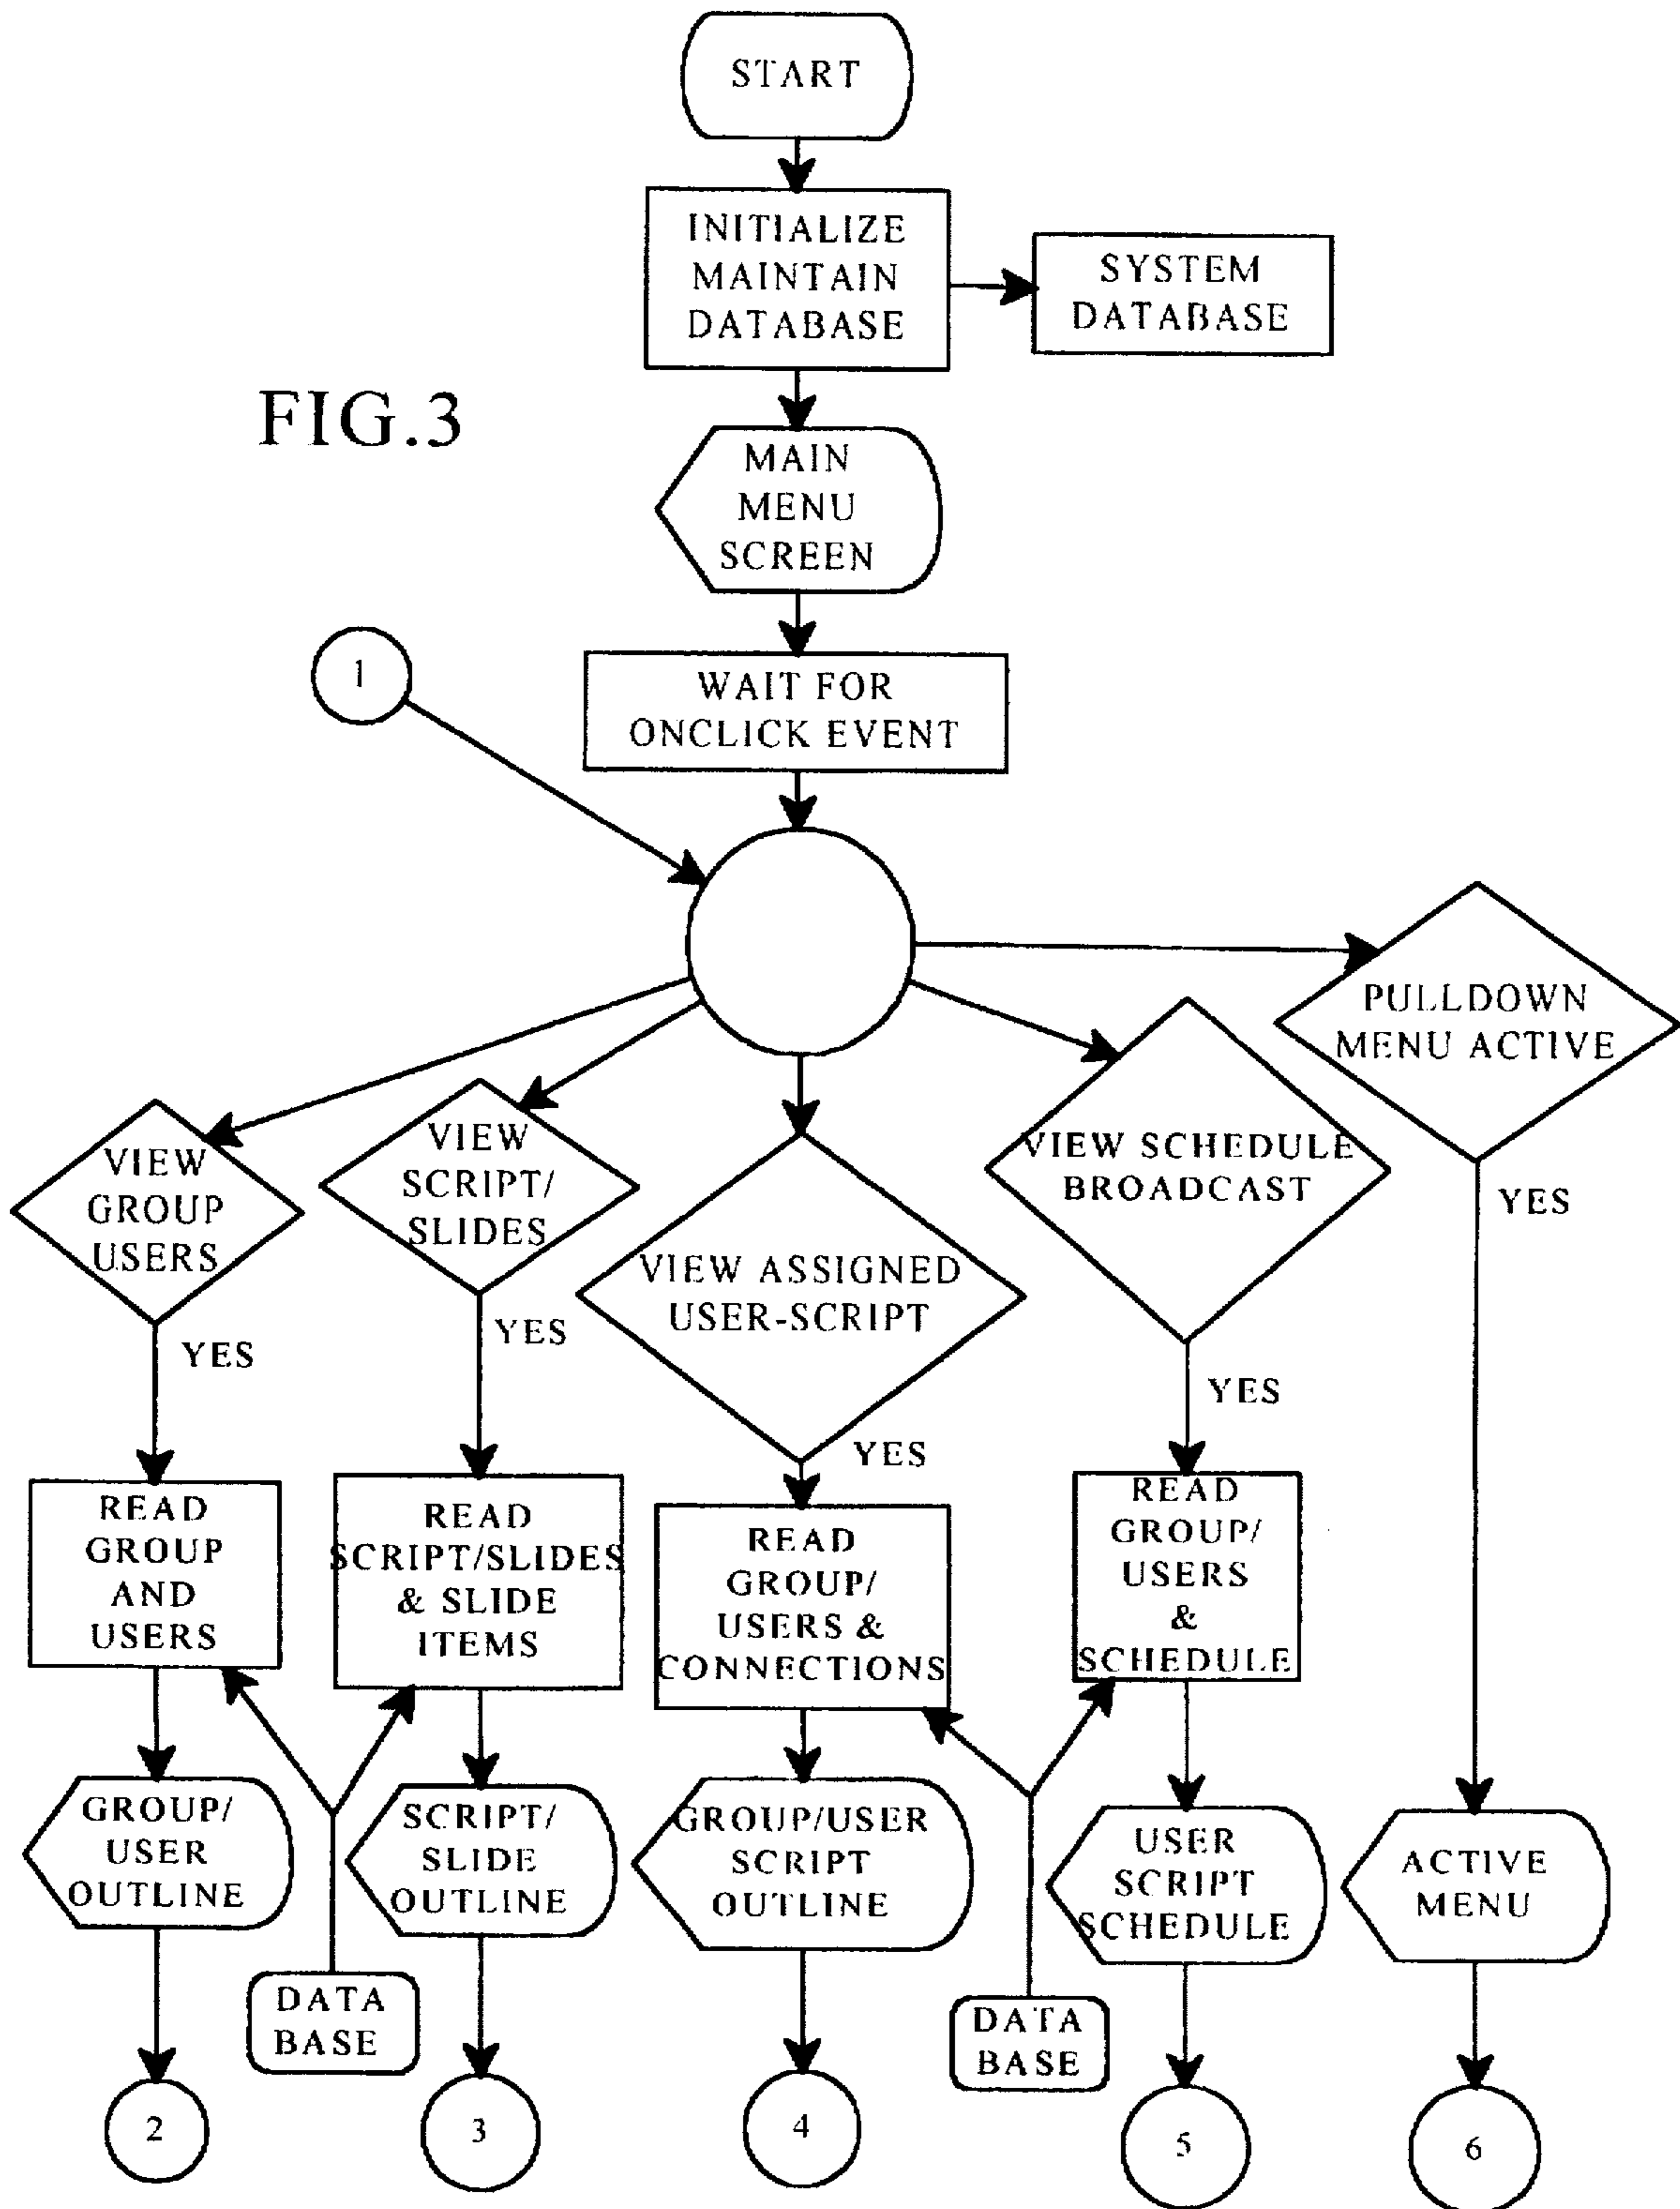 START
INITIALIZE
MAINTAIN
DATABASE
SYSTEM
DATABASE
FIG.3
MAIN
MENU
SCREEN
1
WAIT FOR
ONCLICK EVENT
PULLDOWN
MENU ACTIVE
YES
VIEW SCHEDULE
BROADCAST
YES
VIEW
GROUP
USERS
YES
VIEW
SCRIPT/
SLIDES
YES
VIEW ASSIGNED
USER-SCRIPT
YES
READ
GROUP
AND
USERS
READ
SCRIPT/SLIDES
& SLIDE
ITEMS
READ
GROUP/
USERS &
CONNECTIONS
READ
GROUP/
USERS
&
SCHEDULE
GROUP/
USER
OUTLINE
SCRIPT/
SLIDE
OUTLINE
GROUP/USER
SCRIPT
OUTLINE
USER
SCRIPT
SCHEDULE
ACTIVE
MENU
DATA
BASE
DATA
BASE
2
3
4
5
6